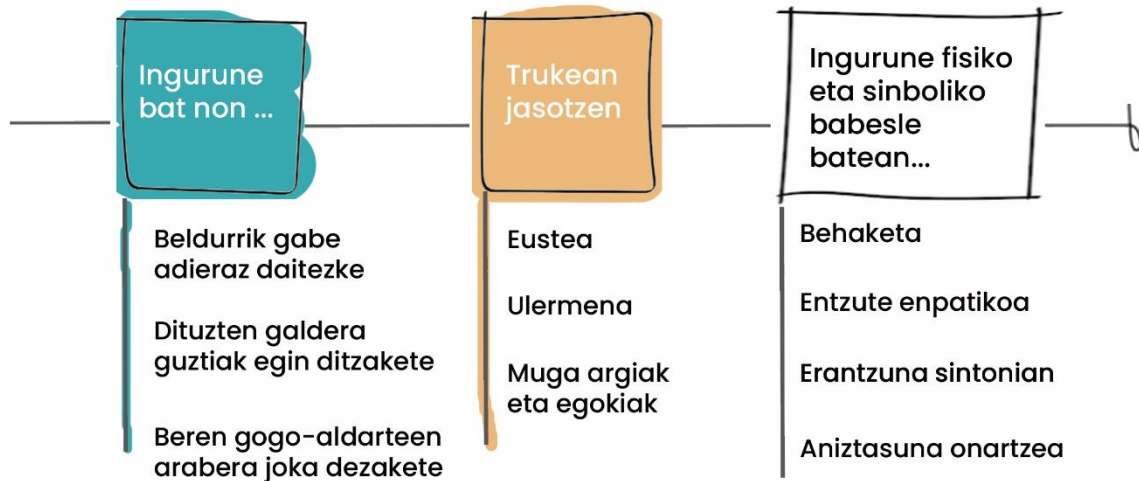 Ingurune
bat non ...
Beldurrik gabe
adieraz daitezke
Dituzten galdera
guztiak egin ditzakete
Beren gogo-aldarteen
arabera joka dezakete
Trukean
jasotzen
Eustea
Ulermena
Muga argiak
eta egokiak
Ingurune fisiko
eta sinboliko
babesle
batean...
Behaketa
Entzute enpatikoa
Erantzuna sintonian
Aniztasuna onartzea